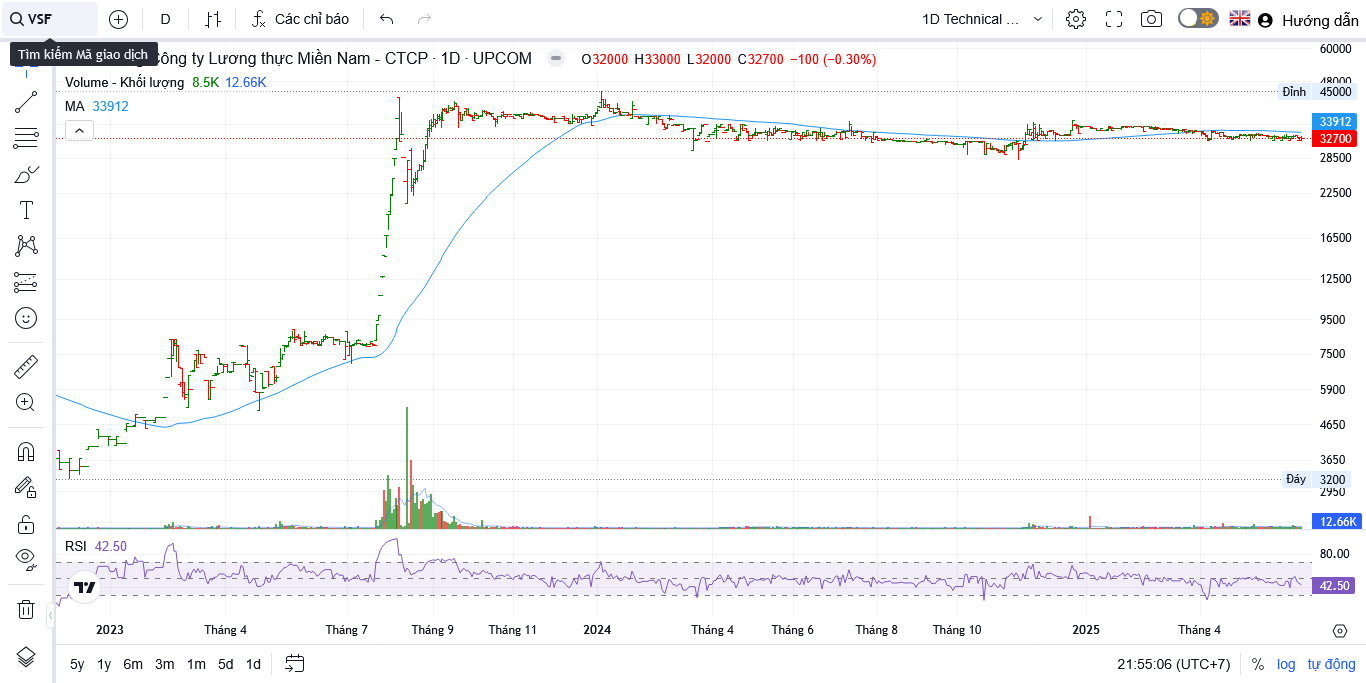 VSF
D
Các chỉ báo
1D Technical ...
Hướng dẫn
Tìm kiếm Mã giao dịch
Công ty Lương thực Miền Nam - CTCP · 1D · UPCOM
O32000 H33000 L32000 C32700 −100 (−0.30%)
Volume - Khối lượng 8.5K 12.66K
MA 33912
60000
48000
Đỉnh 45000
33912
32700
28500
22500
16500
12500
9500
7500
5900
4650
3650
Đáy 3200
2950
12.66K
RSI 42.50
80.00
42.50
2023 Tháng 4 Tháng 7 Tháng 9 Tháng 11 2024 Tháng 4 Tháng 6 Tháng 8 Tháng 10 2025 Tháng 4
5y 1y 6m 3m 1m 5d 1d
21:55:06 (UTC+7) % log tự động